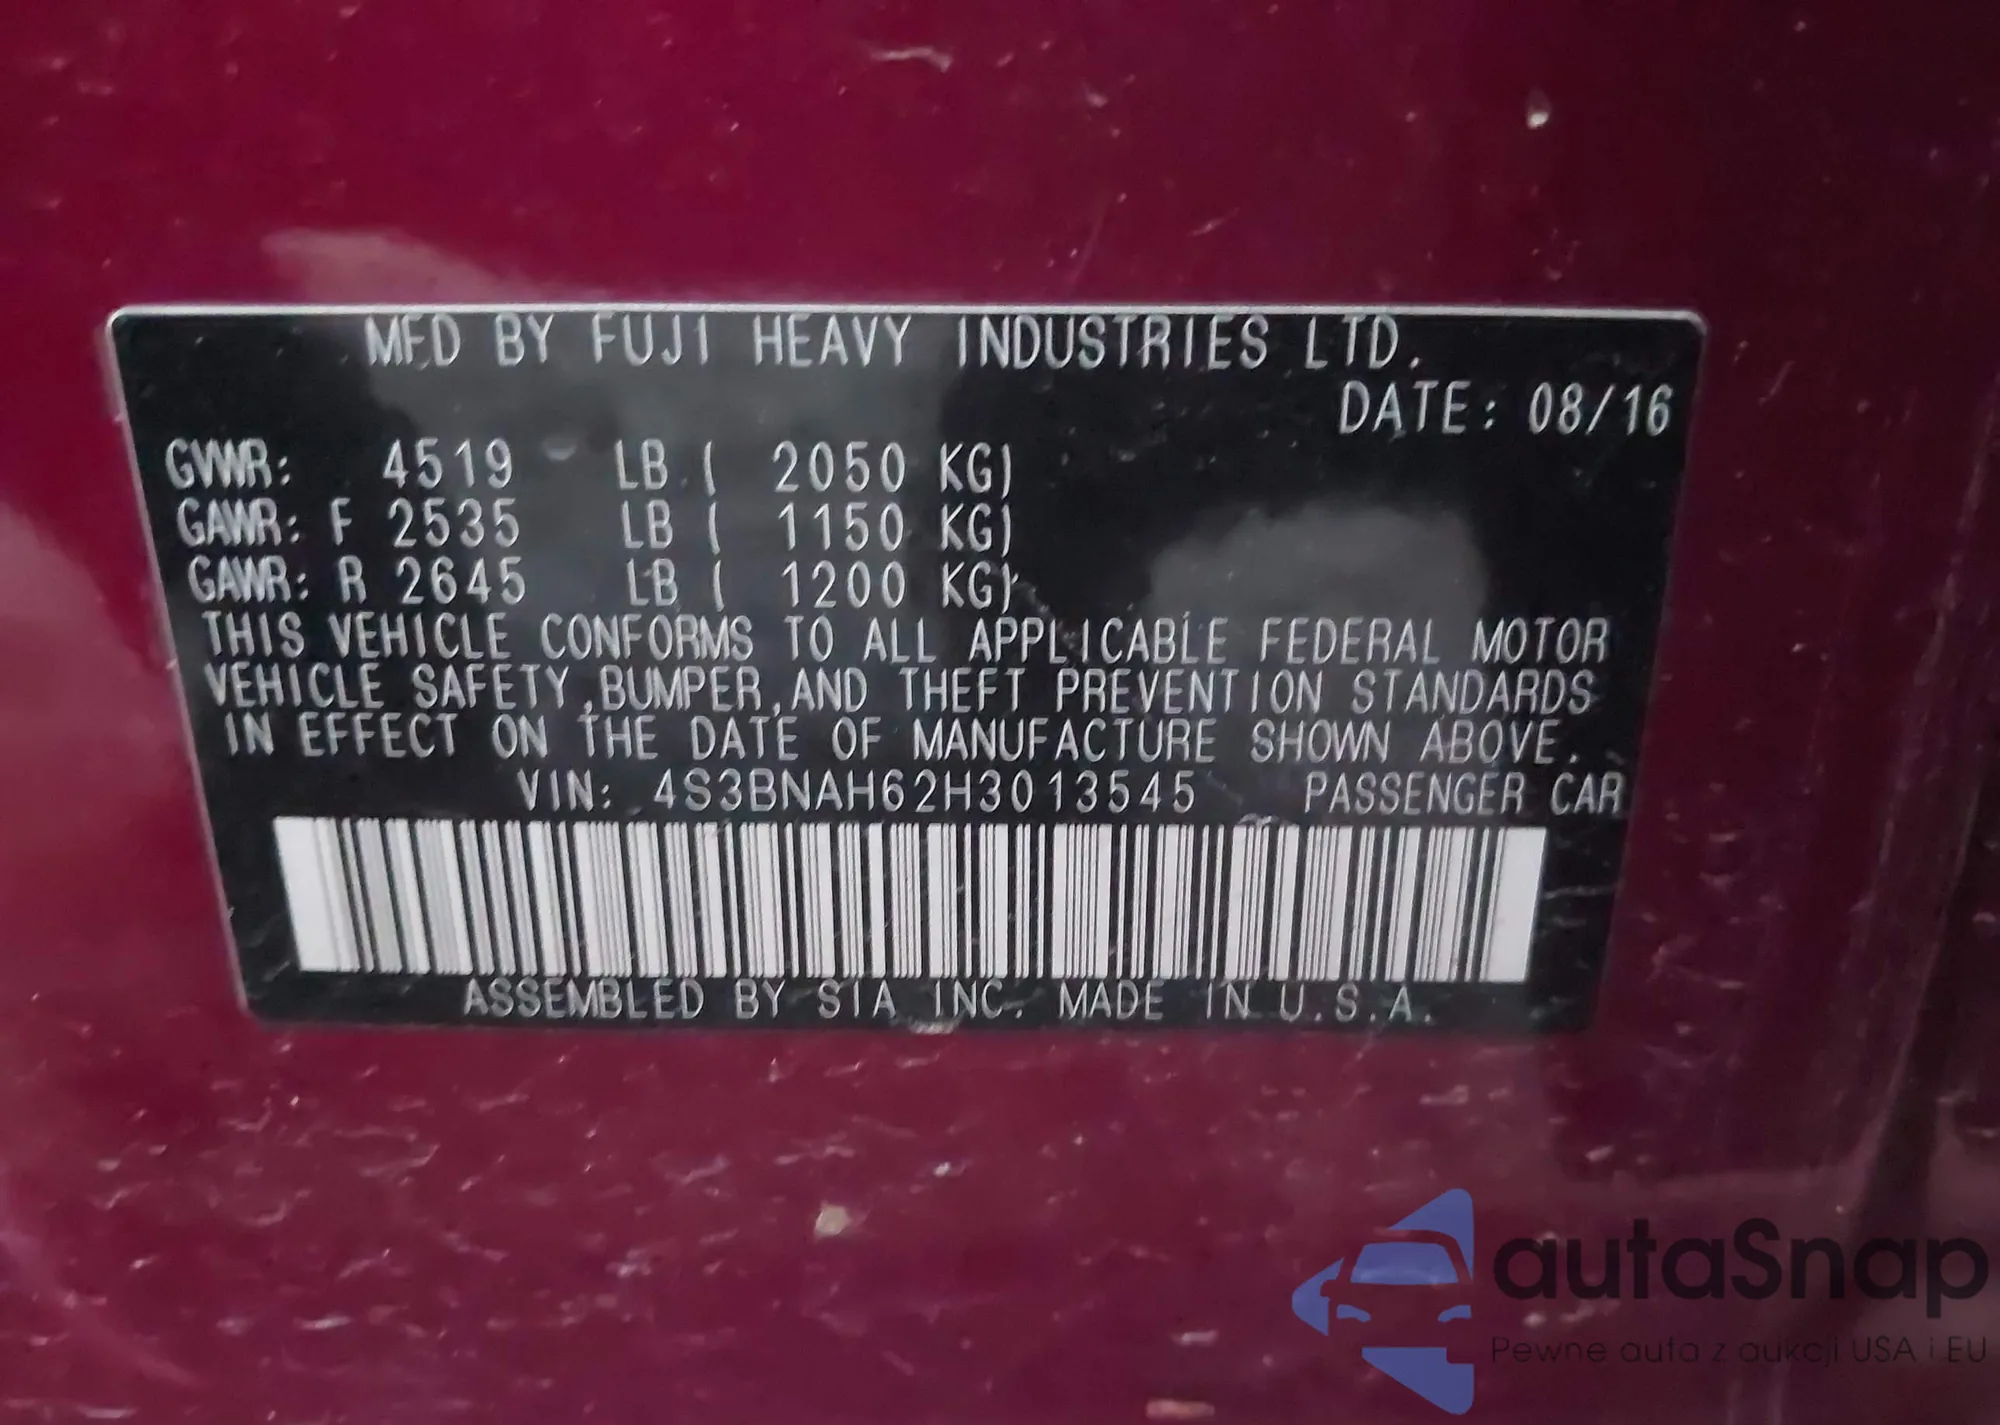 MFD BY FUJI HEAVY INDUSTRIES LTD.
DATE: 08/16
GVWR: 4519 LB ( 2050 KG)
GAWR: F 2535 LB ( 1150 KG)
GAWR: R 2645 LB ( 1200 KG)
THIS VEHICLE CONFORMS TO ALL APPLICABLE FEDERAL MOTOR
VEHICLE SAFETY,BUMPER,AND THEFT PREVENTION STANDARDS
IN EFFECT ON THE DATE OF MANUFACTURE SHOWN ABOVE.
VIN: 4S3BNAH62H3013545 PASSENGER CAR
ASSEMBLED BY SIA INC. MADE IN U.S.A.
autaSnap
Pewne auta z aukcji USA i EU